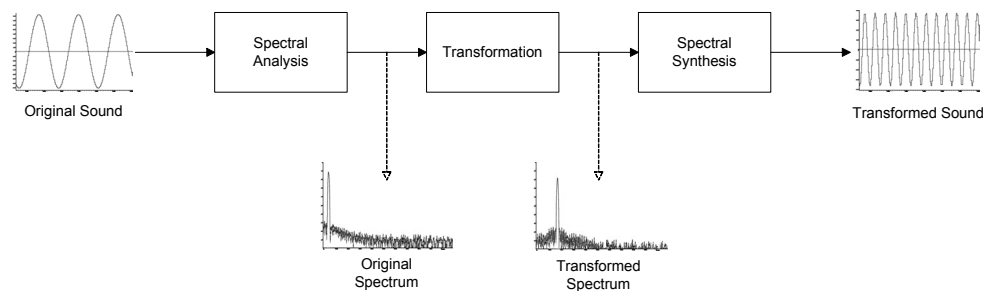 Spectral
Analysis
Transformation
Spectral
Synthesis
Original Sound
Transformed Sound
Original
Spectrum
Transformed
Spectrum